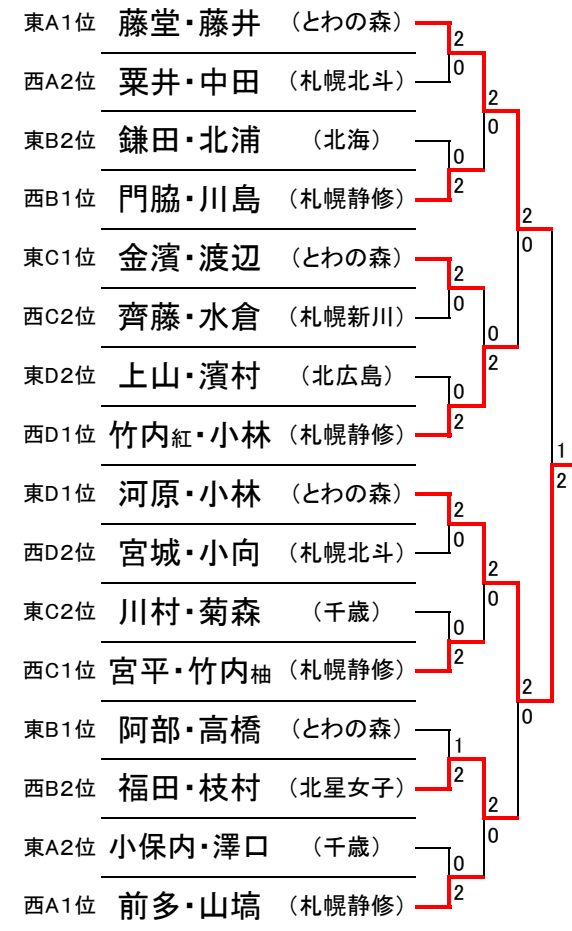 東A1位 藤堂・藤井 （とわの森）
2
0
西A2位 粟井・中田 （札幌北斗）
2
0
東B2位 鎌田・北浦 （北海）
0
2
西B1位 門脇・川島 （札幌静修）
2
0
東C1位 金濱・渡辺 （とわの森）
2
0
西C2位 齊藤・水倉 （札幌新川）
0
2
東D2位 上山・濱村 （北広島）
0
2
西D1位 竹内紅・小林 （札幌静修）
1
2
東D1位 河原・小林 （とわの森）
2
0
西D2位 宮城・小向 （札幌北斗）
2
0
東C2位 川村・菊森 （千歳）
0
2
西C1位 宮平・竹内柚 （札幌静修）
2
0
東B1位 阿部・高橋 （とわの森）
1
2
西B2位 福田・枝村 （北星女子）
2
0
東A2位 小保内・澤口 （千歳）
0
2
西A1位 前多・山塙 （札幌静修）